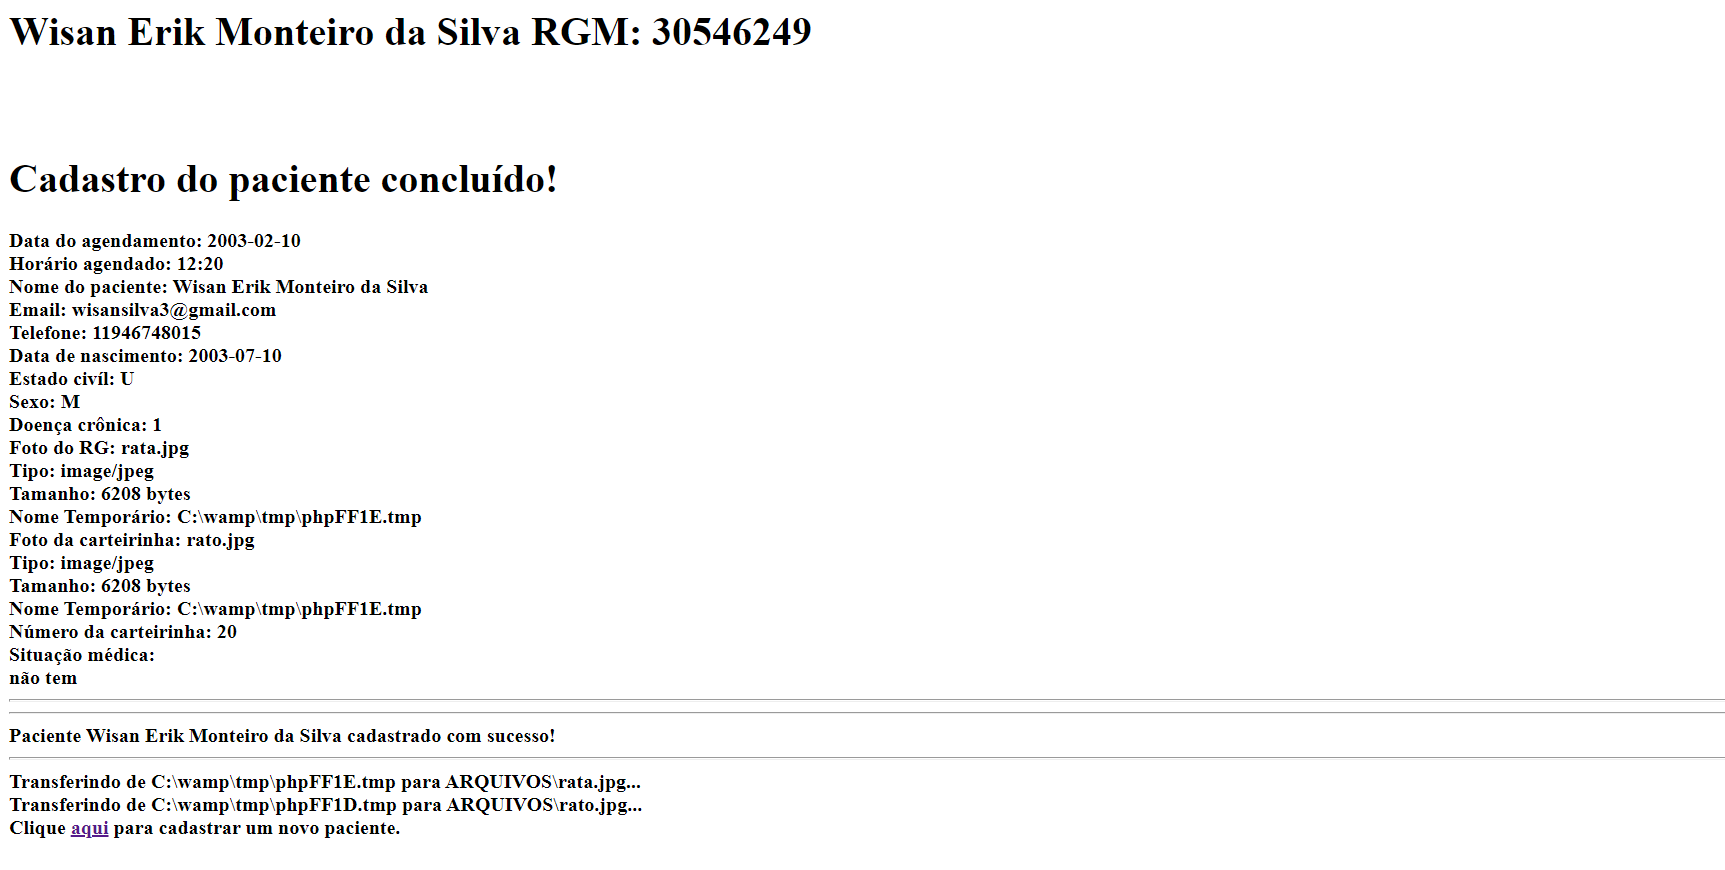 Wisan Erik Monteiro da Silva RGM: 30546249
Cadastro do paciente concluído!
Data do agendamento: 2003-02-10
Horário agendado: 12:20
Nome do paciente: Wisan Erik Monteiro da Silva
Email: wisansilva3@gmail.com
Telefone: 11946748015
Data de nascimento: 2003-07-10
Estado civíl: U
Sexo: M
Doença crônica: 1
Foto do RG: rata.jpg
Tipo: image/jpeg
Tamanho: 6208 bytes
Nome Temporário: C:\wamp\tmp\phpFF1E.tmp
Foto da carteirinha: rato.jpg
Tipo: image/jpeg
Tamanho: 6208 bytes
Nome Temporário: C:\wamp\tmp\phpFF1E.tmp
Número da carteirinha: 20
Situação médica:
não tem
Paciente Wisan Erik Monteiro da Silva cadastrado com sucesso!
Transferindo de C:\wamp\tmp\phpFF1E.tmp para ARQUIVOS\rata.jpg...
Transferindo de C:\wamp\tmp\phpFF1D.tmp para ARQUIVOS\rato.jpg...
Clique aqui para cadastrar um novo paciente.